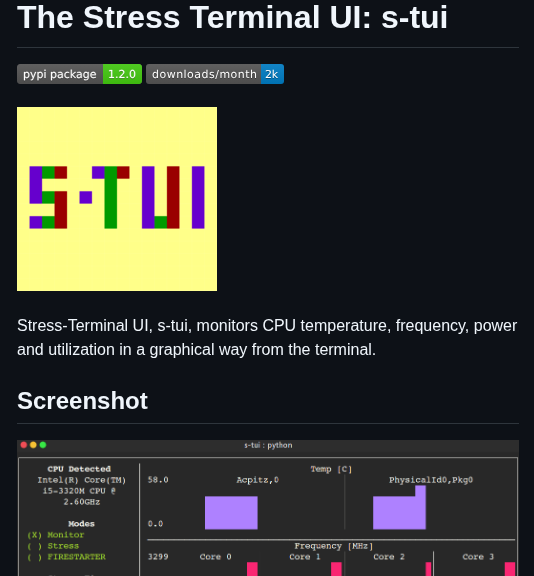 The Stress Terminal UI: s-tui
pypi package 1.2.0 downloads/month 2k
S-TUI
Stress-Terminal UI, s-tui, monitors CPU temperature, frequency, power
and utilization in a graphical way from the terminal.
Screenshot
s-tui : python
CPU Detected
Intel(R) Core(TM)
i5-3320M CPU @
2.60GHz
Modes
(X) Monitor
( ) Stress
( ) FIRESTARTER
Temp [C]
58.0 Acpitz,0 PhysicalId0,Pkg0
0.0
Frequency [MHz]
3299 Core 0 Core 1 Core 2 Core 3